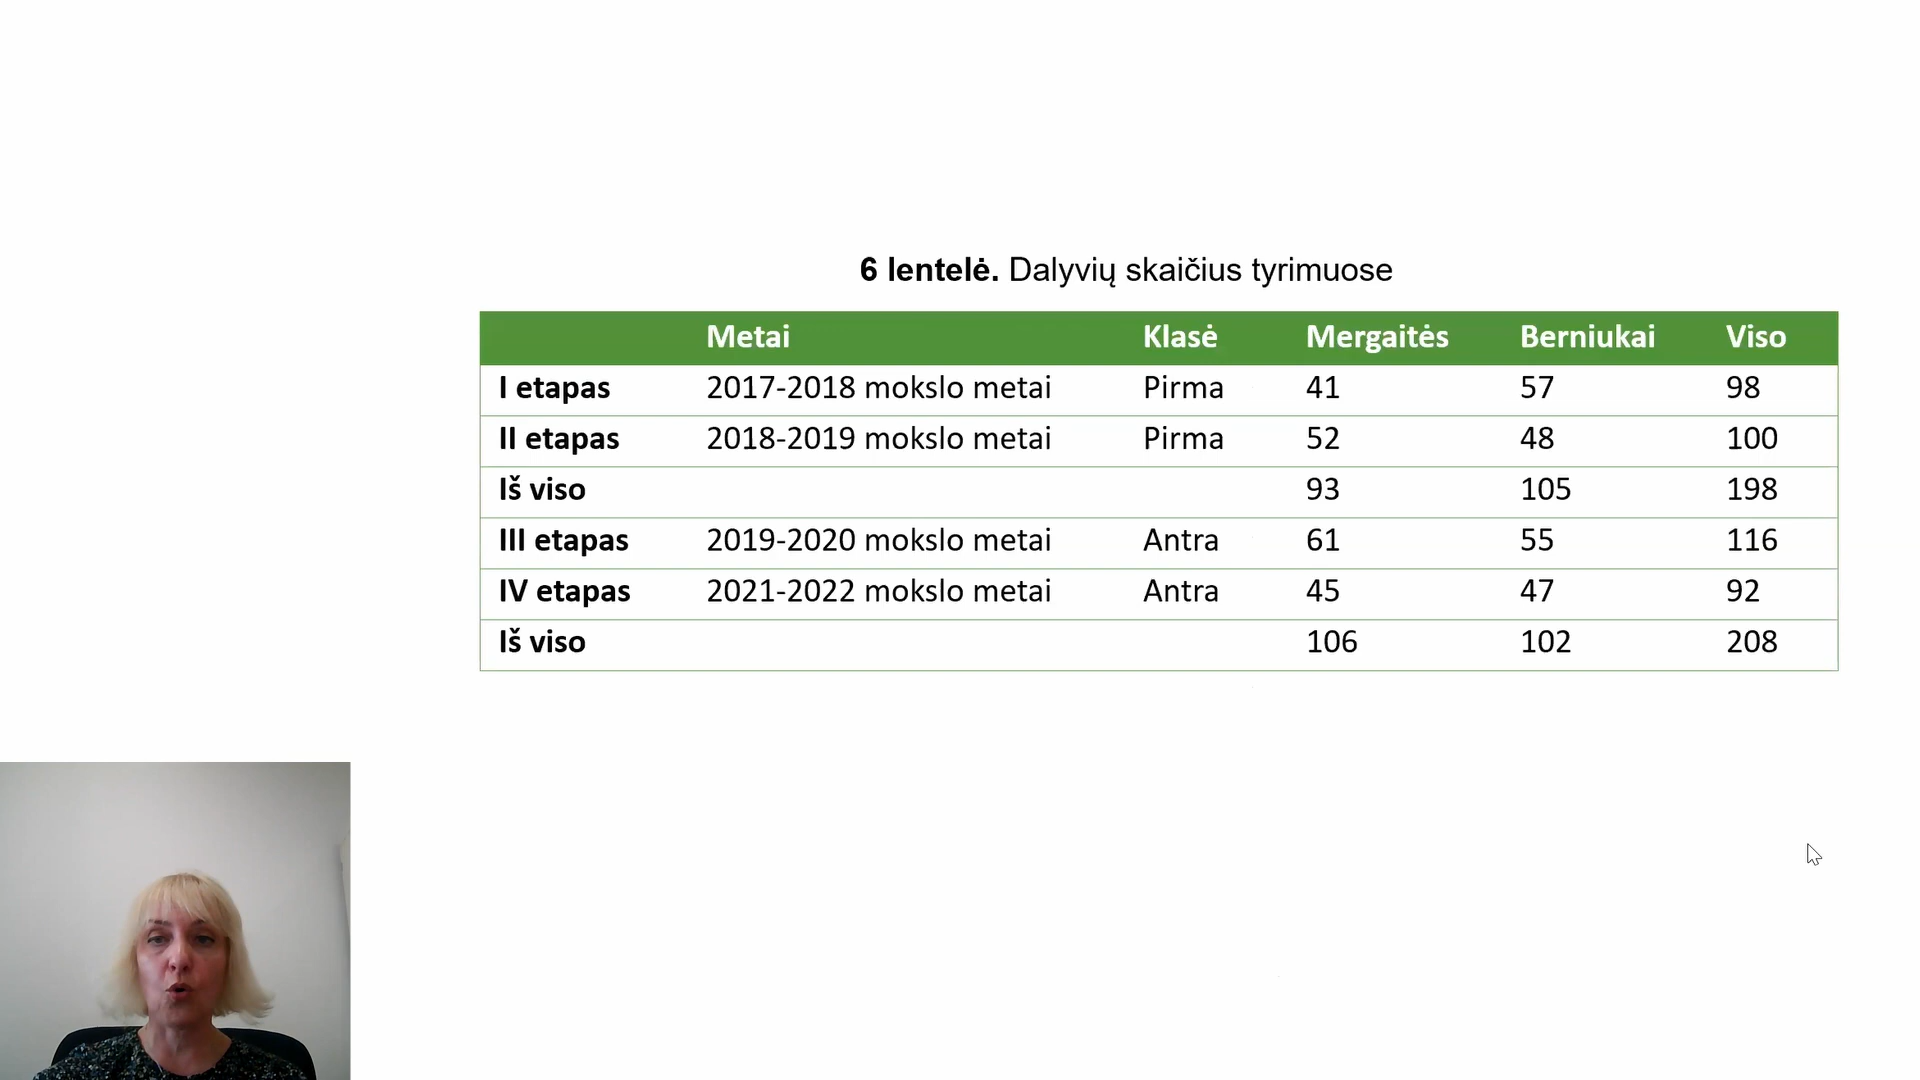 6 lentelė. Dalyvių skaičius tyrimuose
Metai Klasė Mergaitės Berniukai Viso
I etapas 2017-2018 mokslo metai Pirma 41 57 98
II etapas 2018-2019 mokslo metai Pirma 52 48 100
Iš viso 93 105 198
III etapas 2019-2020 mokslo metai Antra 61 55 116
IV etapas 2021-2022 mokslo metai Antra 45 47 92
Iš viso 106 102 208